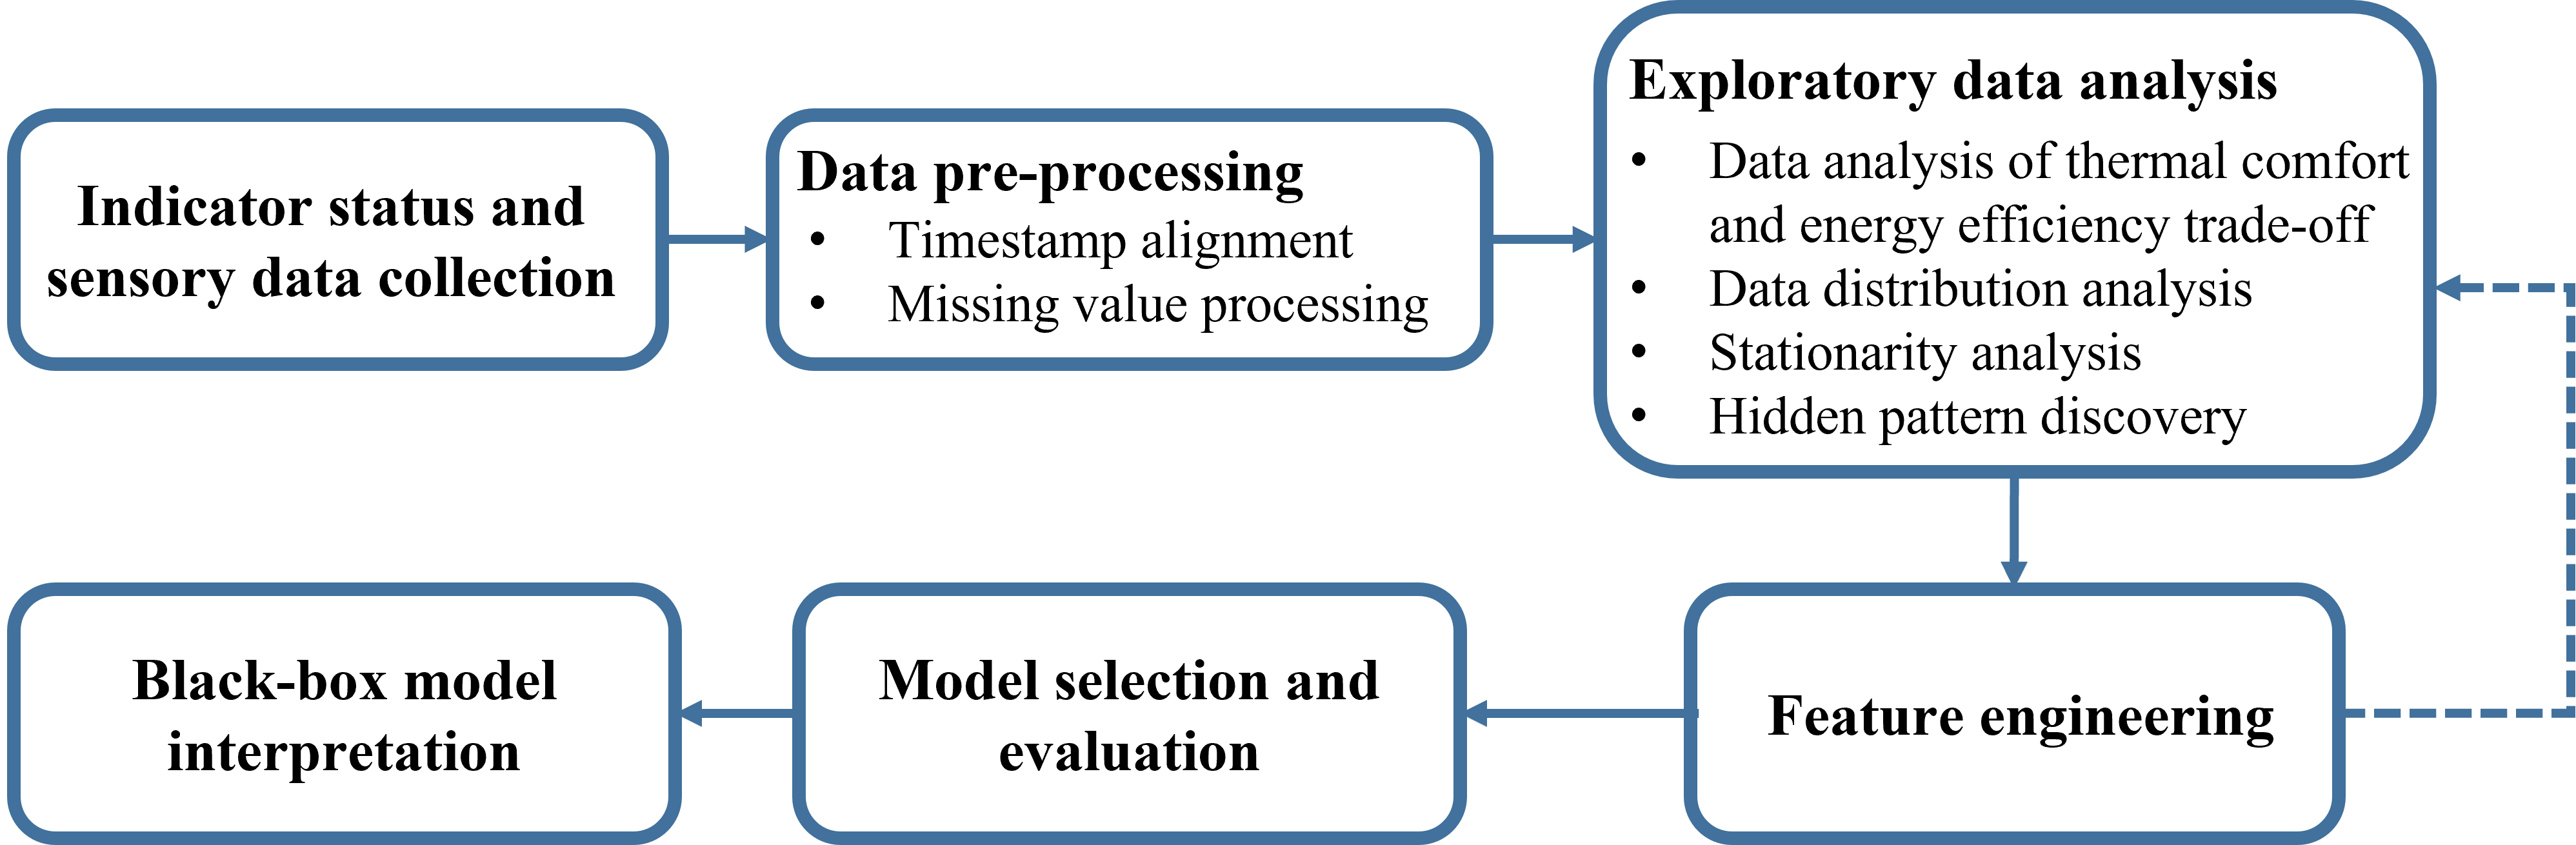 Indicator status and
sensory data collection
Data pre-processing
• Timestamp alignment
• Missing value processing
Exploratory data analysis
• Data analysis of thermal comfort
and energy efficiency trade-off
• Data distribution analysis
• Stationarity analysis
• Hidden pattern discovery
Feature engineering
Model selection and
evaluation
Black-box model
interpretation